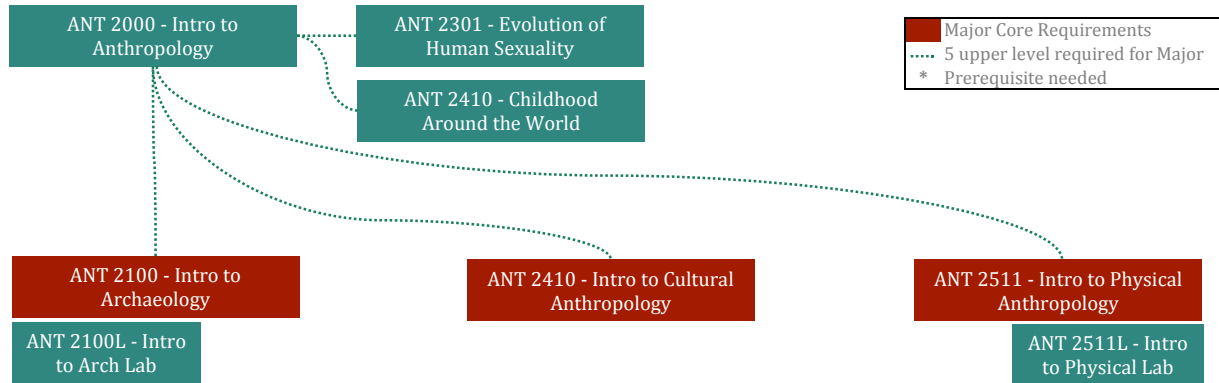 ANT 2000 - Intro to
Anthropology
ANT 2301 - Evolution of
Human Sexuality
ANT 2410 - Childhood
Around the World
Major Core Requirements
5 upper level required for Major
* Prerequisite needed
ANT 2100 - Intro to
Archaeology
ANT 2100L - Intro
to Arch Lab
ANT 2410 - Intro to Cultural
Anthropology
ANT 2511 - Intro to Physical
Anthropology
ANT 2511L - Intro
to Physical Lab